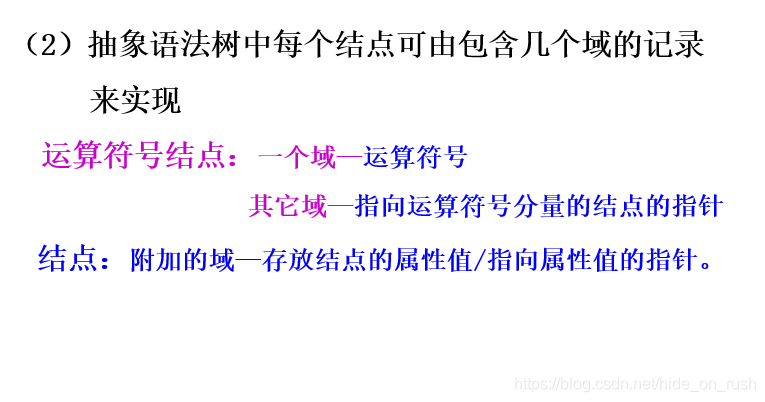 （2）抽象语法树中每个结点可由包含几个域的记录
来实现
运算符号结点：一个域—运算符号
其它域—指向运算符号分量的结点的指针
结点：附加的域—存放结点的属性值/指向属性值的指针。
https://blog.csdn.net/hide_on_rush